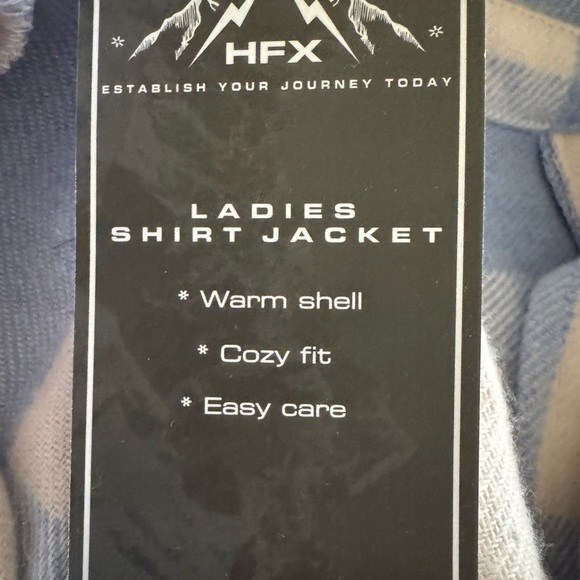 HFX
ESTABLISH YOUR JOURNEY TODAY
LADIES
SHIRT JACKET
* Warm shell
* Cozy fit
* Easy care